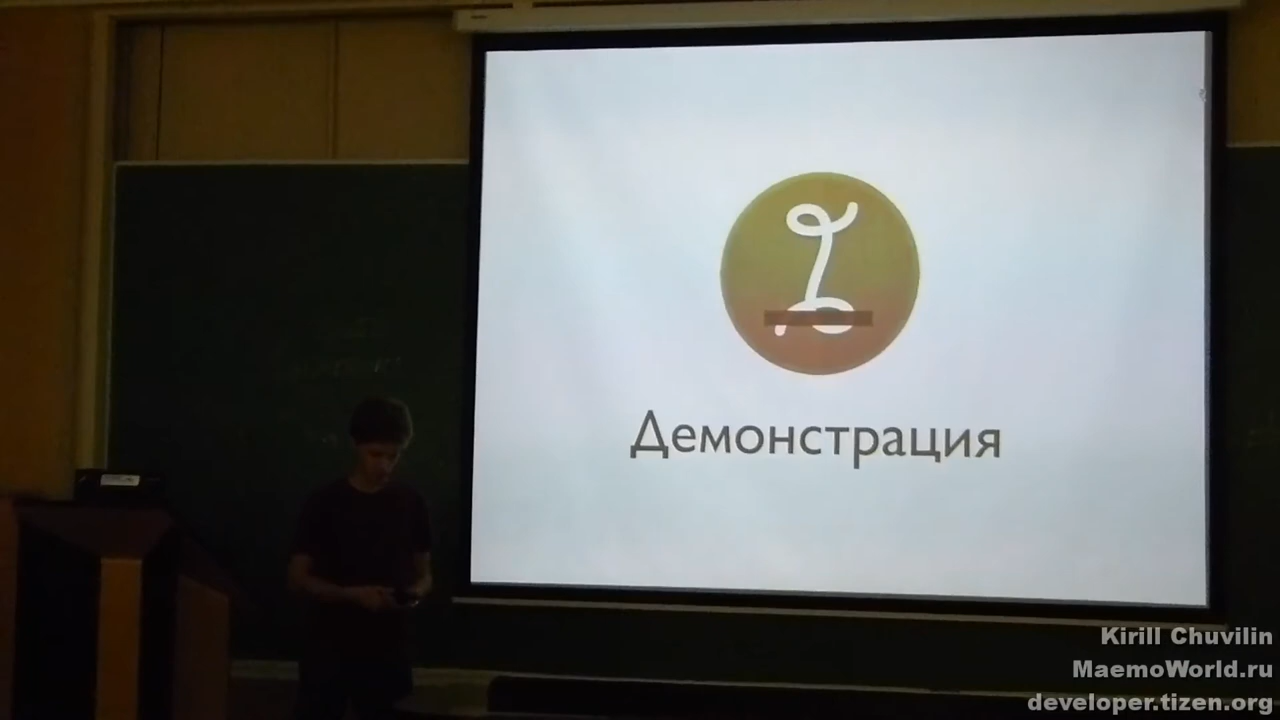 Демонстрация
Kirill Chuvilin
MaemoWorld.ru
developer.tizen.org